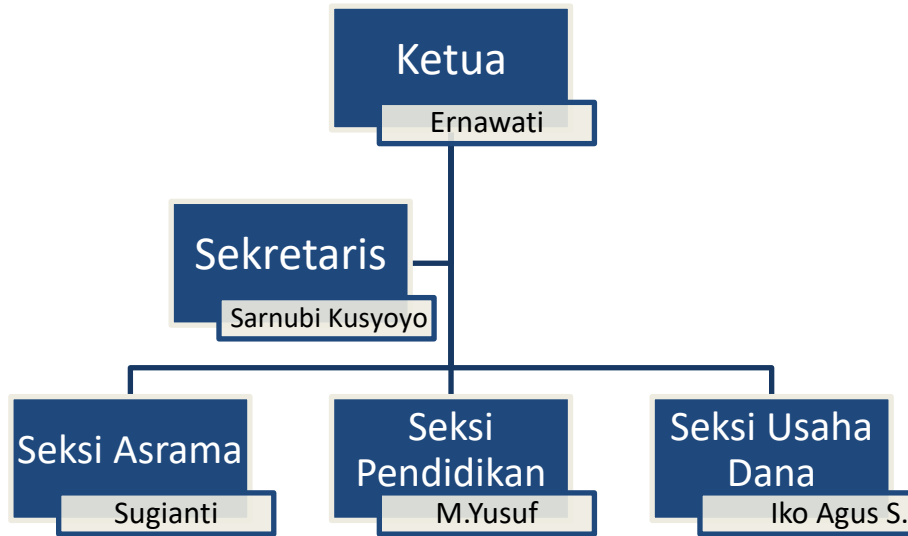 Ketua
Ernawati
Sekretaris
Sarnubi Kusyoyo
Seksi Asrama
Sugianti
Seksi
Pendidikan
M.Yusuf
Seksi Usaha
Dana
Iko Agus S.